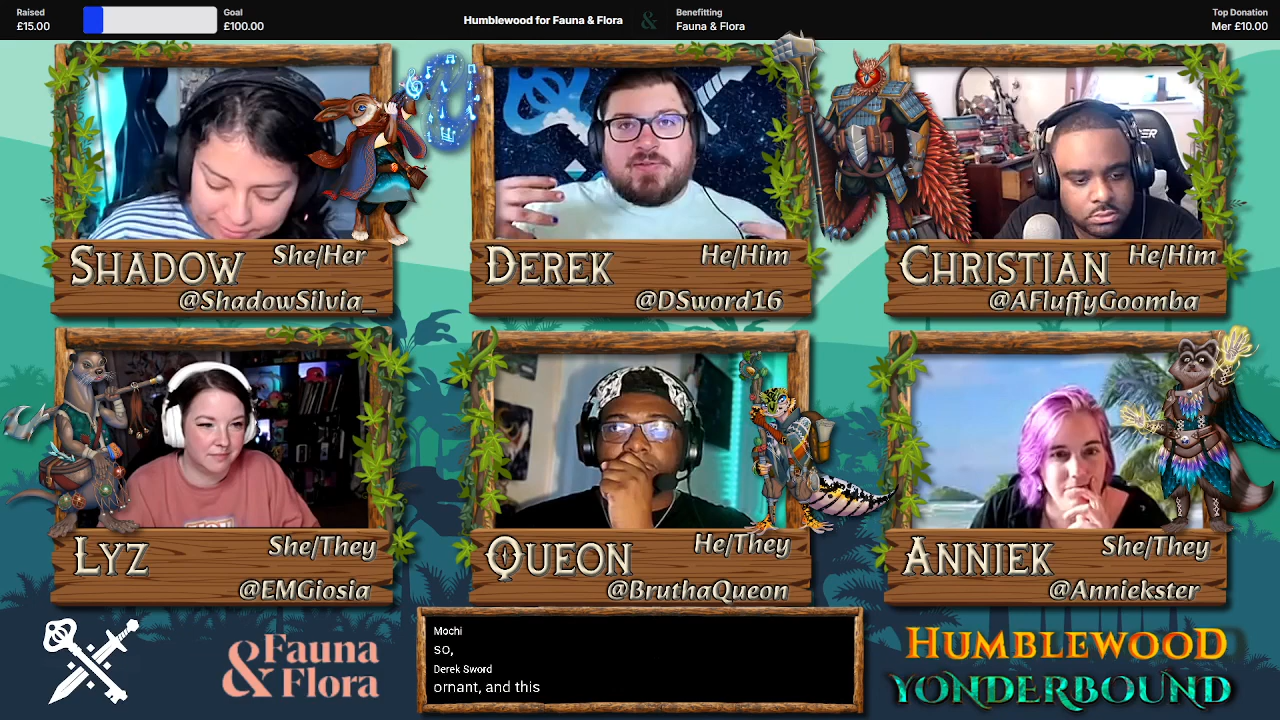 Raised
£15.00
Goal
£100.00
Humblewood for Fauna & Flora
&
Benefitting
Fauna & Flora
Top Donation
Mer £10.00
SHADOW She/Her
@ShadowSilvia_
DEREK He/Him
@DSword16
CHRISTIAN He/Him
@AFluffyGoomba
LYZ She/They
@EMGiosia
QUEON He/They
@BruthaQueon
ANNIEK She/They
@Anniekster
Fauna
& Flora
Mochi
so,
Derek Sword
ornant, and this
HUMBLEWOOD
YONDERBOUND